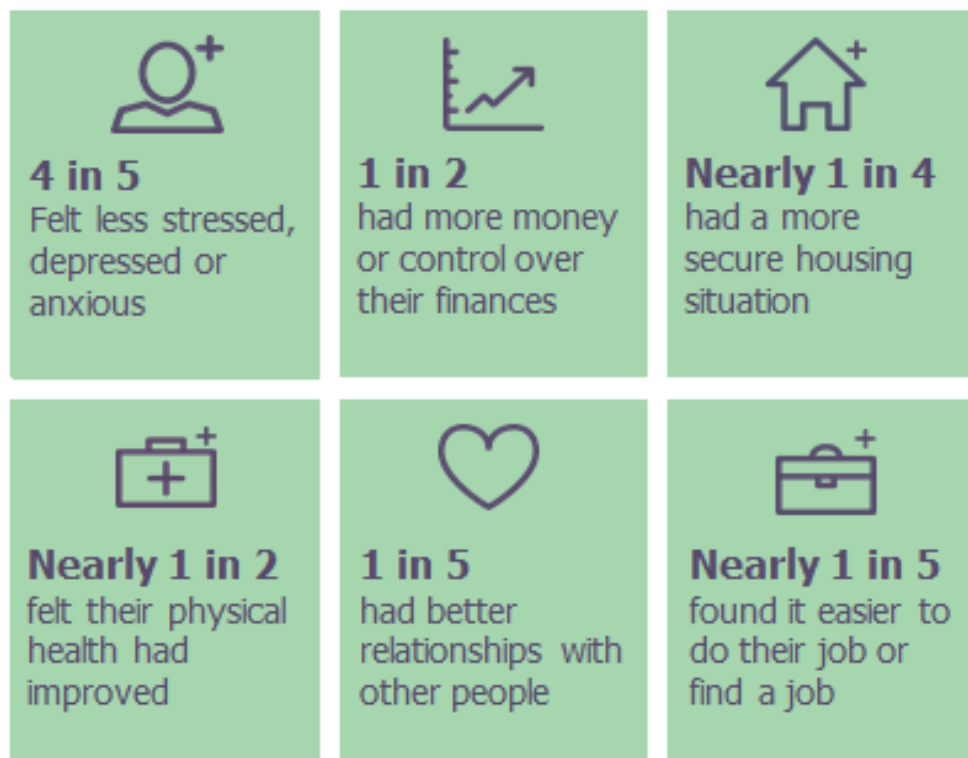 4 in 5
Felt less stressed,
depressed or
anxious
1 in 2
had more money
or control over
their finances
Nearly 1 in 4
had a more
secure housing
situation
Nearly 1 in 2
felt their physical
health had
improved
1 in 5
had better
relationships with
other people
Nearly 1 in 5
found it easier to
do their job or
find a job